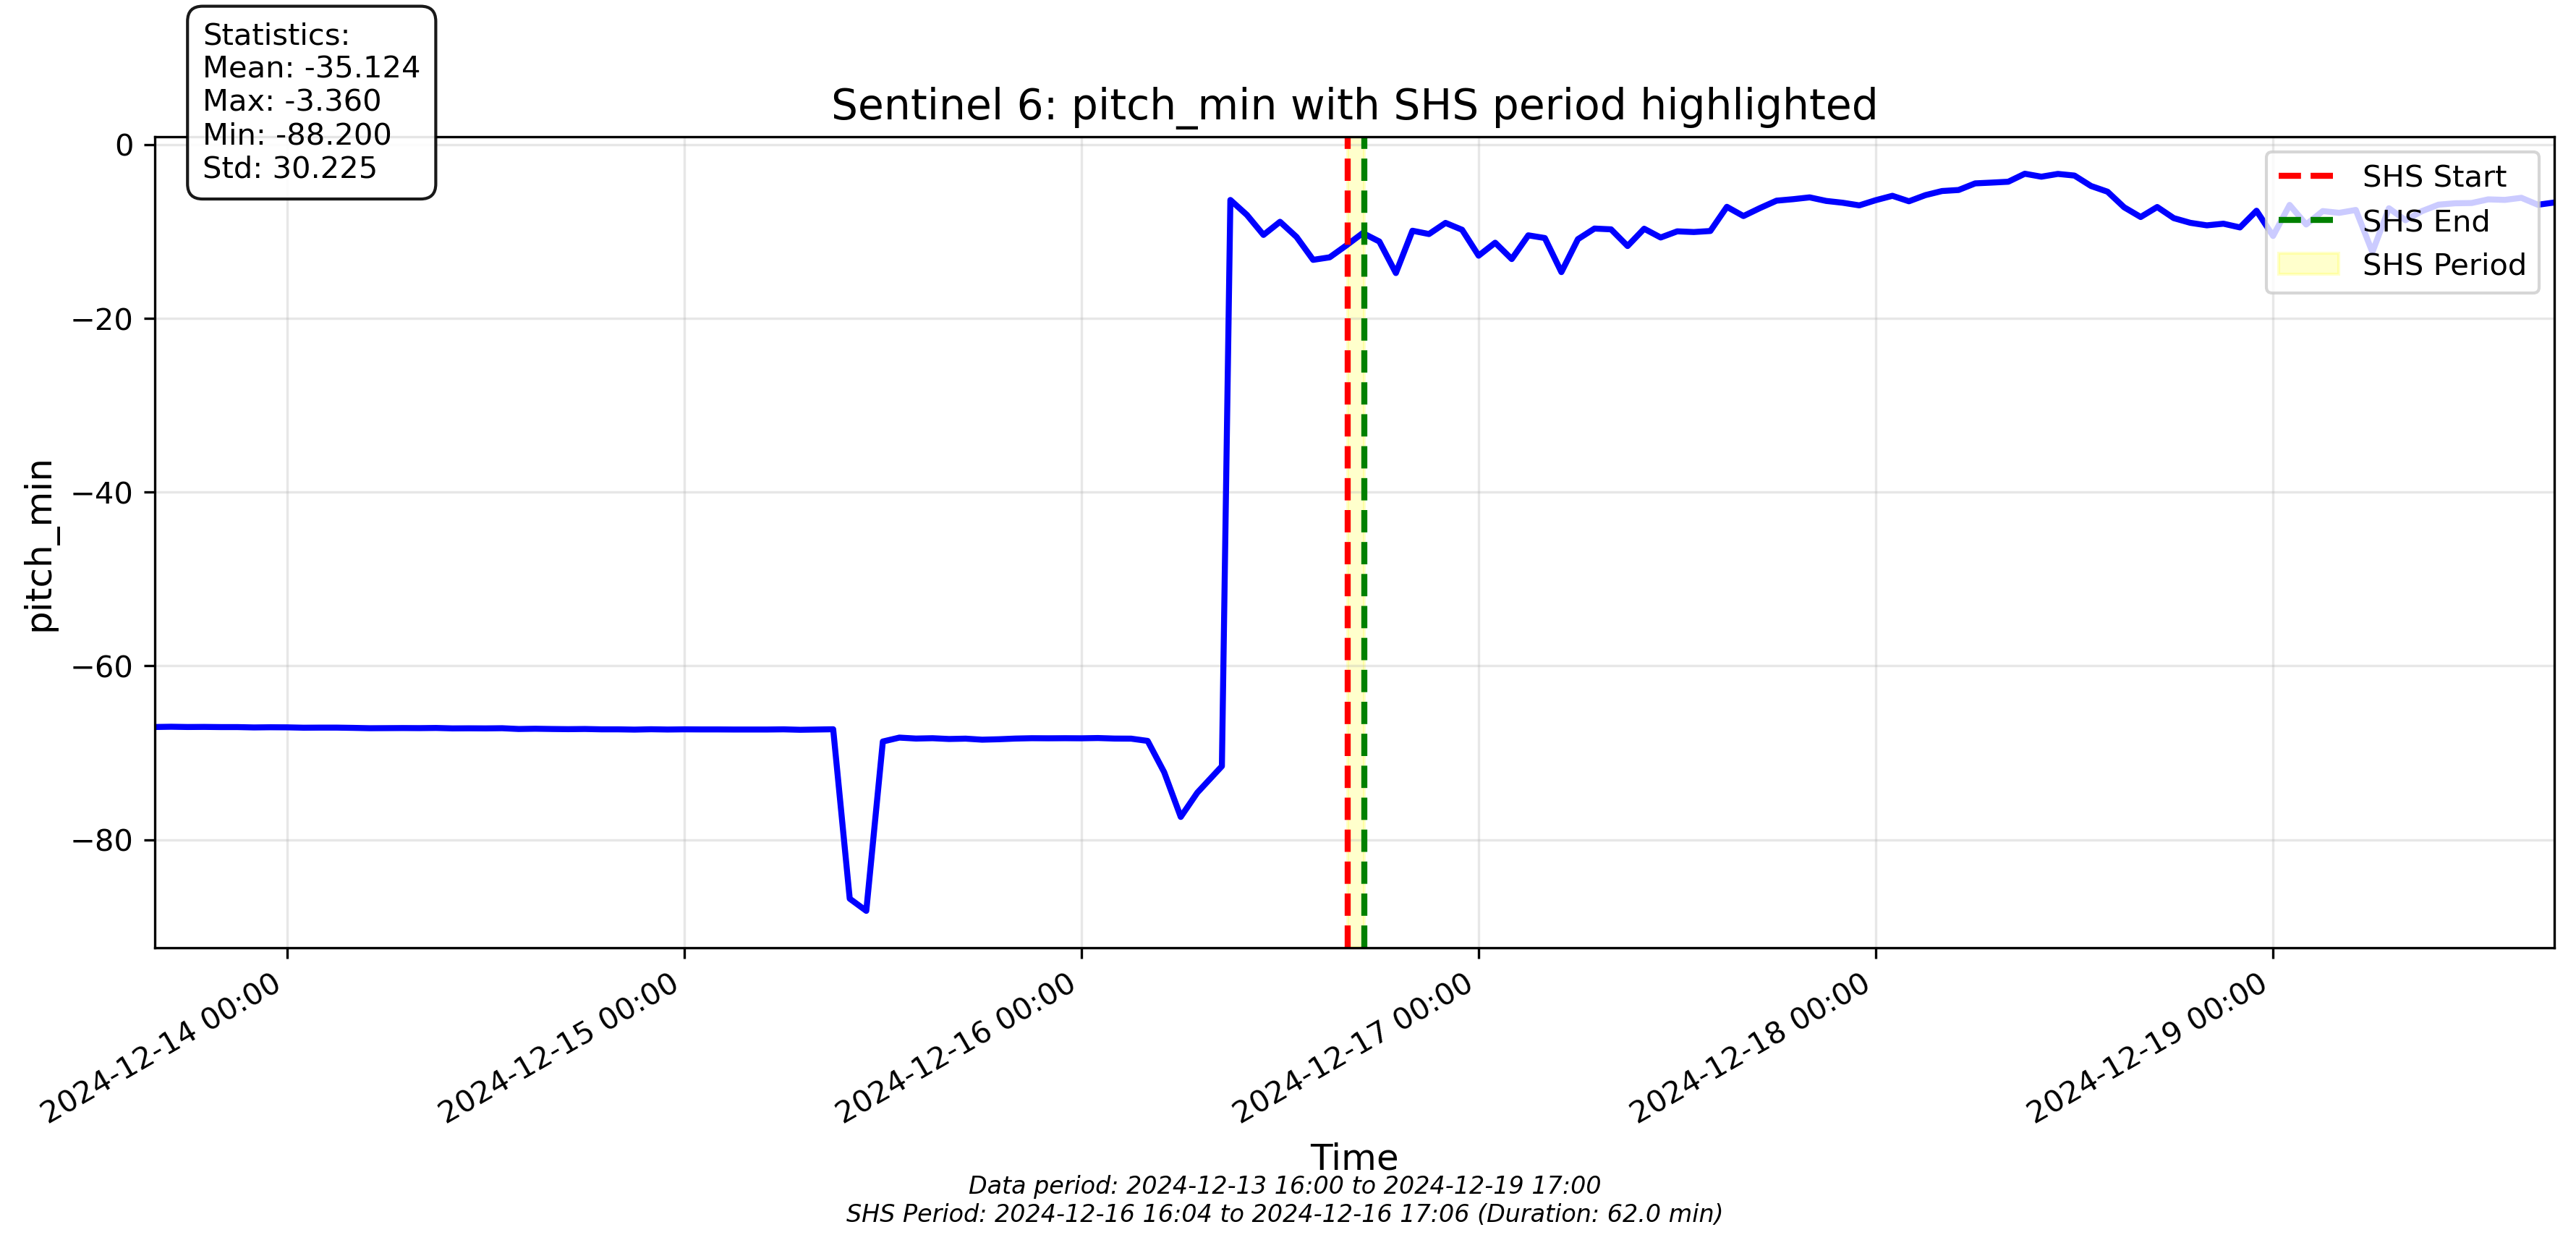 Statistics:
Mean: -35.124
Max: -3.360
Min: -88.200
Std: 30.225
Sentinel 6: pitch_min with SHS period highlighted
SHS Start
SHS End
SHS Period
pitch_min
0
−20
−40
−60
−80
2024-12-14 00:00
2024-12-15 00:00
2024-12-16 00:00
2024-12-17 00:00
2024-12-18 00:00
2024-12-19 00:00
Time
Data period: 2024-12-13 16:00 to 2024-12-19 17:00
SHS Period: 2024-12-16 16:04 to 2024-12-16 17:06 (Duration: 62.0 min)